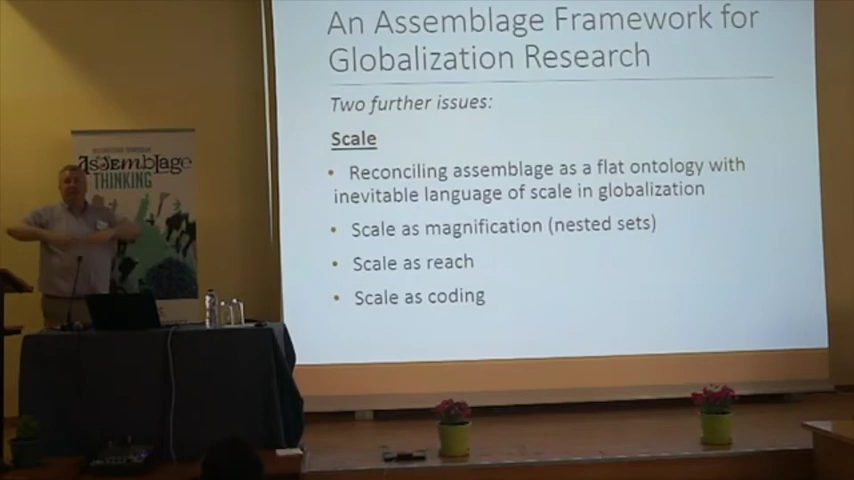 An Assemblage Framework for
Globalization Research
Two further issues:
Scale
• Reconciling assemblage as a flat ontology with
inevitable language of scale in globalization
• Scale as magnification (nested sets)
• Scale as reach
• Scale as coding
Assemblage
THINKING